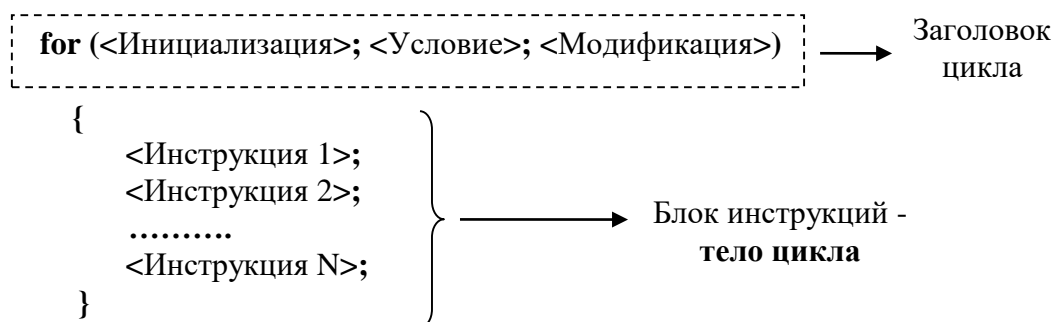 for (<Инициализация>; <Условие>; <Модификация>)
Заголовок
цикла
{
<Инструкция 1>;
<Инструкция 2>;
……….
<Инструкция N>;
}
Блок инструкций -
тело цикла